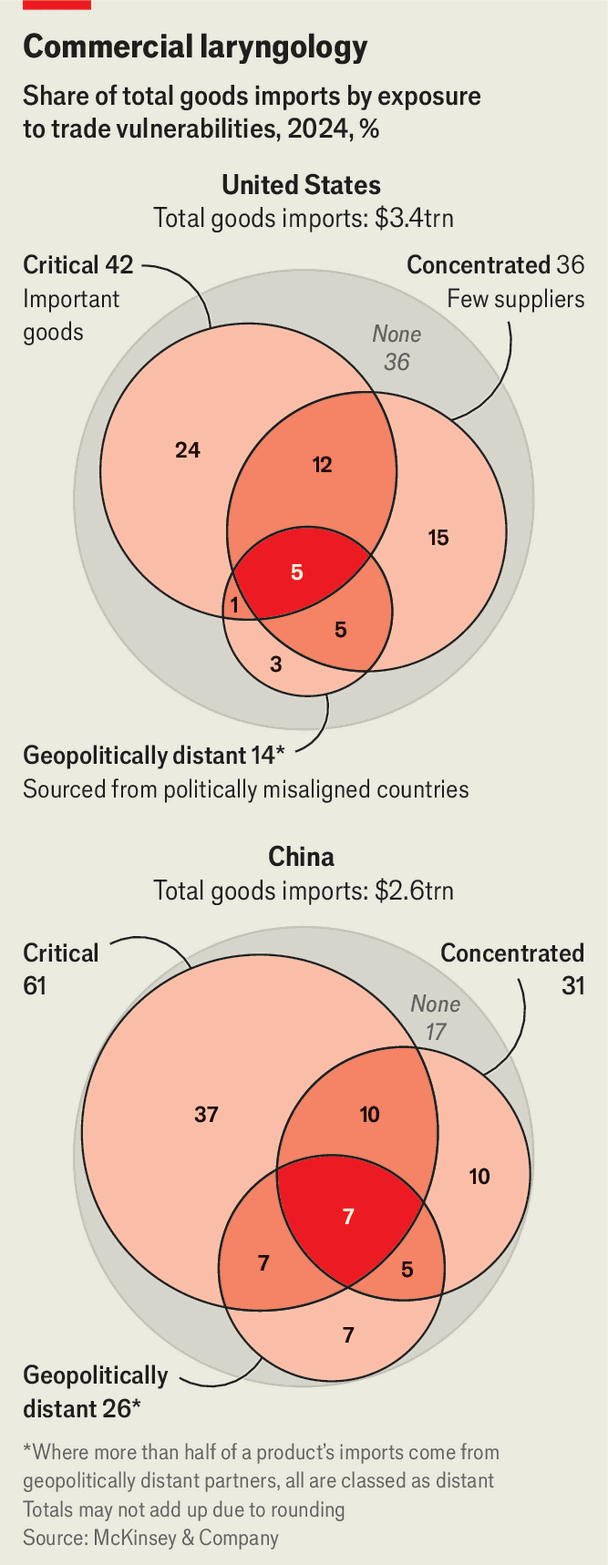 Commercial laryngology
Share of total goods imports by exposure
to trade vulnerabilities, 2024, %
United States
Total goods imports: $3.4trn
Critical 42
Important
goods
Concentrated 36
Few suppliers
None
36
24
12
15
5
1
5
3
Geopolitically distant 14*
Sourced from politically misaligned countries
China
Total goods imports: $2.6trn
Critical
61
Concentrated
31
None
17
37
10
10
7
7
5
7
Geopolitically
distant 26*
*Where more than half of a product's imports come from
geopolitically distant partners, all are classed as distant
Totals may not add up due to rounding
Source: McKinsey & Company